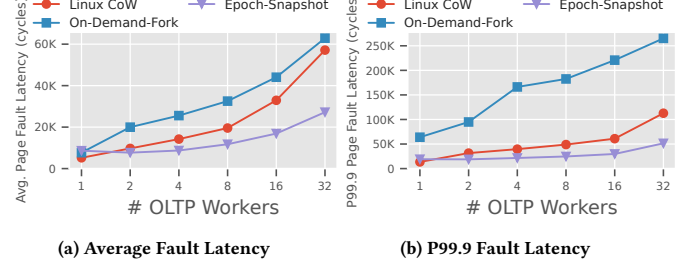 Linux CoW
Epoch-Snapshot
On-Demand-Fork
Avg. Page Fault Latency (cycles)
60K
40K
20K
0
1 2 4 8 16 32
# OLTP Workers
(a) Average Fault Latency
Linux CoW
Epoch-Snapshot
On-Demand-Fork
P99.9 Page Fault Latency (cycles)
250K
200K
150K
100K
50K
0
1 2 4 8 16 32
# OLTP Workers
(b) P99.9 Fault Latency